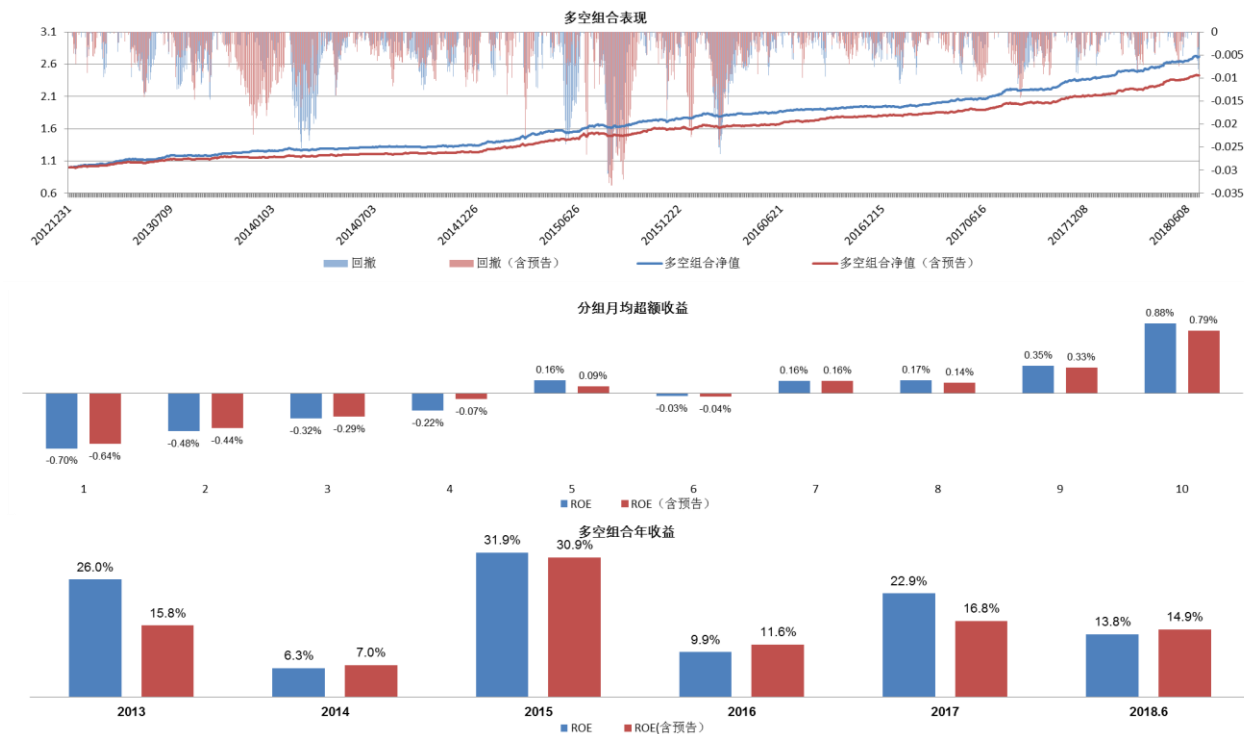 多空组合表现
3.1
2.6
2.1
1.6
1.1
0.6
0
-0.005
-0.01
-0.015
-0.02
-0.025
-0.03
-0.035
20121231 20130709 20140103 20140703 20141226 20150626 20151222 20160621 20161215 20170616 20171208 20180608
回撤 回撤（含预告） 多空组合净值 多空组合净值（含预告）
分组月均超额收益
-0.70% -0.64% -0.48% -0.44% -0.32% -0.29% -0.22% -0.07% 0.16% 0.09% -0.03% -0.04% 0.16% 0.16% 0.17% 0.14% 0.35% 0.33% 0.88% 0.79%
1 2 3 4 5 6 7 8 9 10
ROE ROE（含预告）
多空组合年收益
26.0% 15.8% 6.3% 7.0% 31.9% 30.9% 9.9% 11.6% 22.9% 16.8% 13.8% 14.9%
2013 2014 2015 2016 2017 2018.6
ROE ROE(含预告)